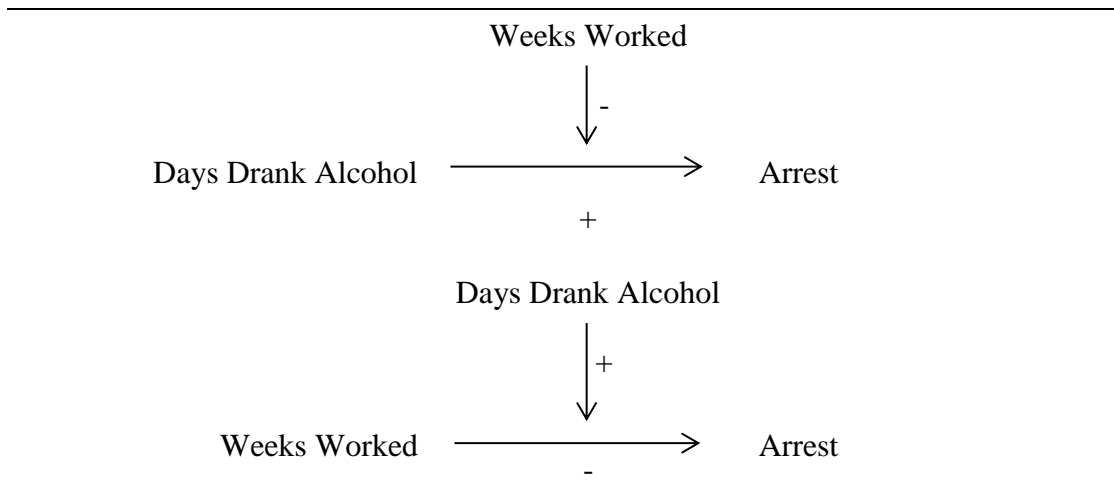 Weeks Worked
-
Days Drank Alcohol Arrest
+
Days Drank Alcohol
+
Weeks Worked Arrest
-